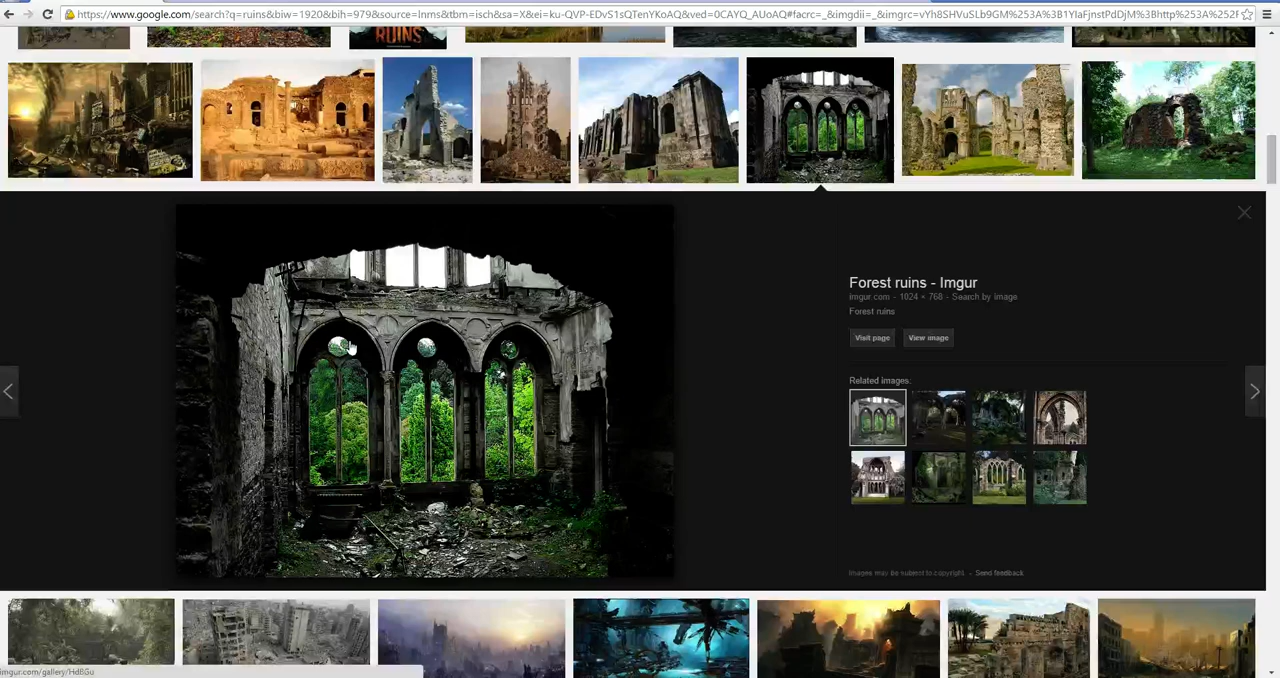 https://www.google.com/search?q=ruins&biw=1920&bih=979&source=lnms&tbm=isch&sa=X&ei=ku-QVP-EDvS1sQTenYKoAQ&ved=0CAYQ_AUoAQ#facrc=_&imgdii=_&imgrc=vYh8SHVuSLb9GM%253A%3B1YIaFjnstPdDjM%3Bhttp%253A%252F
RUINS
Forest ruins - Imgur
imgur.com - 1024 × 768 - Search by image
Forest ruins
Visit page
View image
Related images:
Images may be subject to copyright. - Send feedback
imgur.com/gallery/Hd8Gu